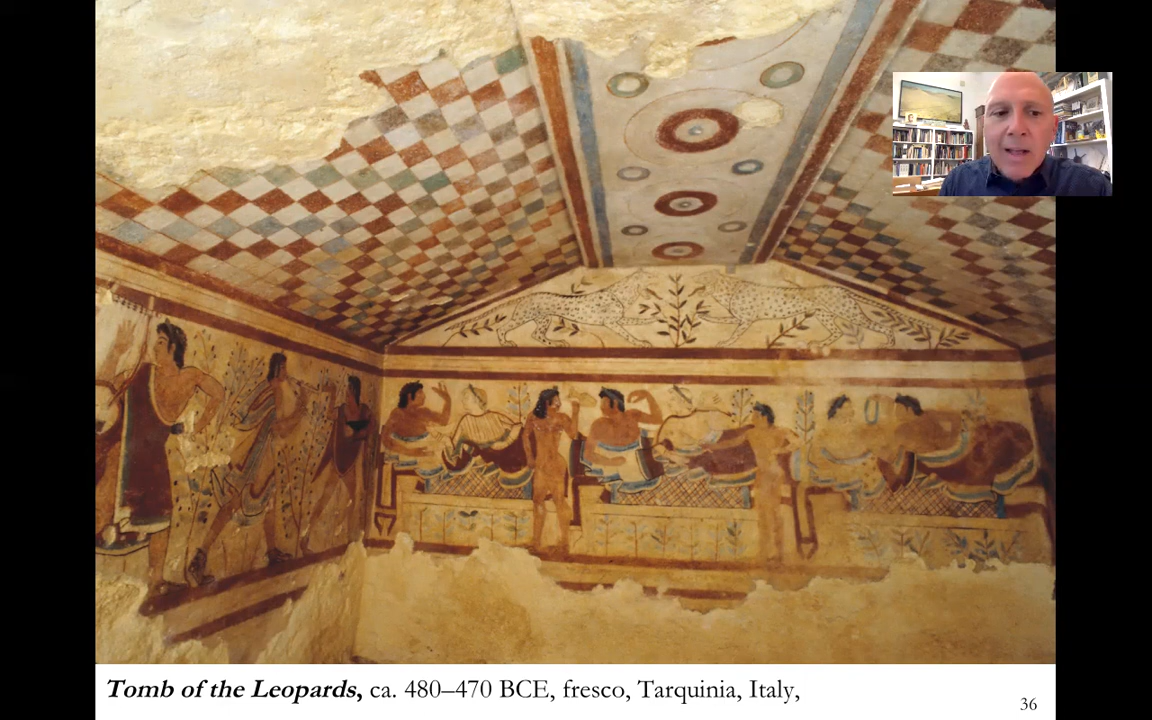 Tomb of the Leopards, ca. 480–470 BCE, fresco, Tarquinia, Italy,
36